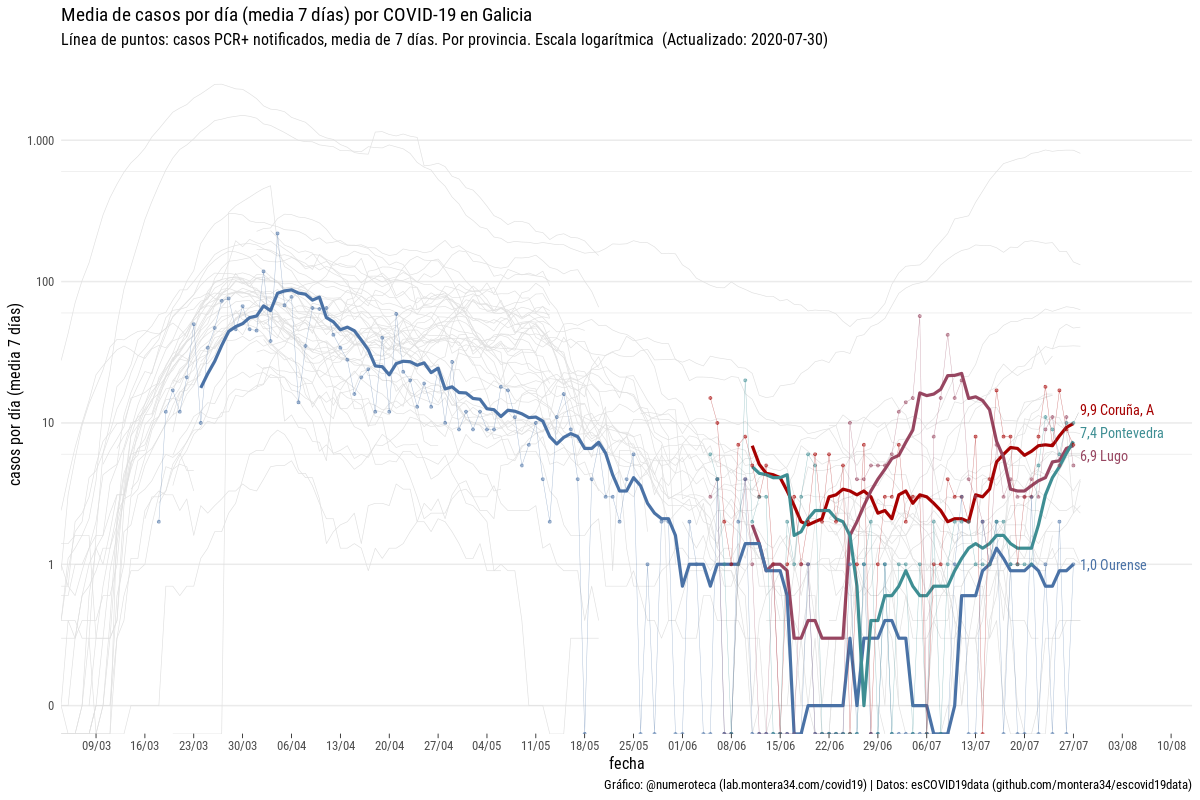 Media de casos por día (media 7 días) por COVID-19 en Galicia
Línea de puntos: casos PCR+ notificados, media de 7 días. Por provincia. Escala logarítmica (Actualizado: 2020-07-30)
casos por día (media 7 días)
1.000
100
10
1
0
9,9 Coruña, A
7,4 Pontevedra
6,9 Lugo
1,0 Ourense
09/03 16/03 23/03 30/03 06/04 13/04 20/04 27/04 04/05 11/05 18/05 25/05 01/06 08/06 15/06 22/06 29/06 06/07 13/07 20/07 27/07 03/08 10/08
fecha
Gráfico: @numeroteca (lab.montera34.com/covid19) | Datos: esCOVID19data (github.com/montera34/escovid19data)